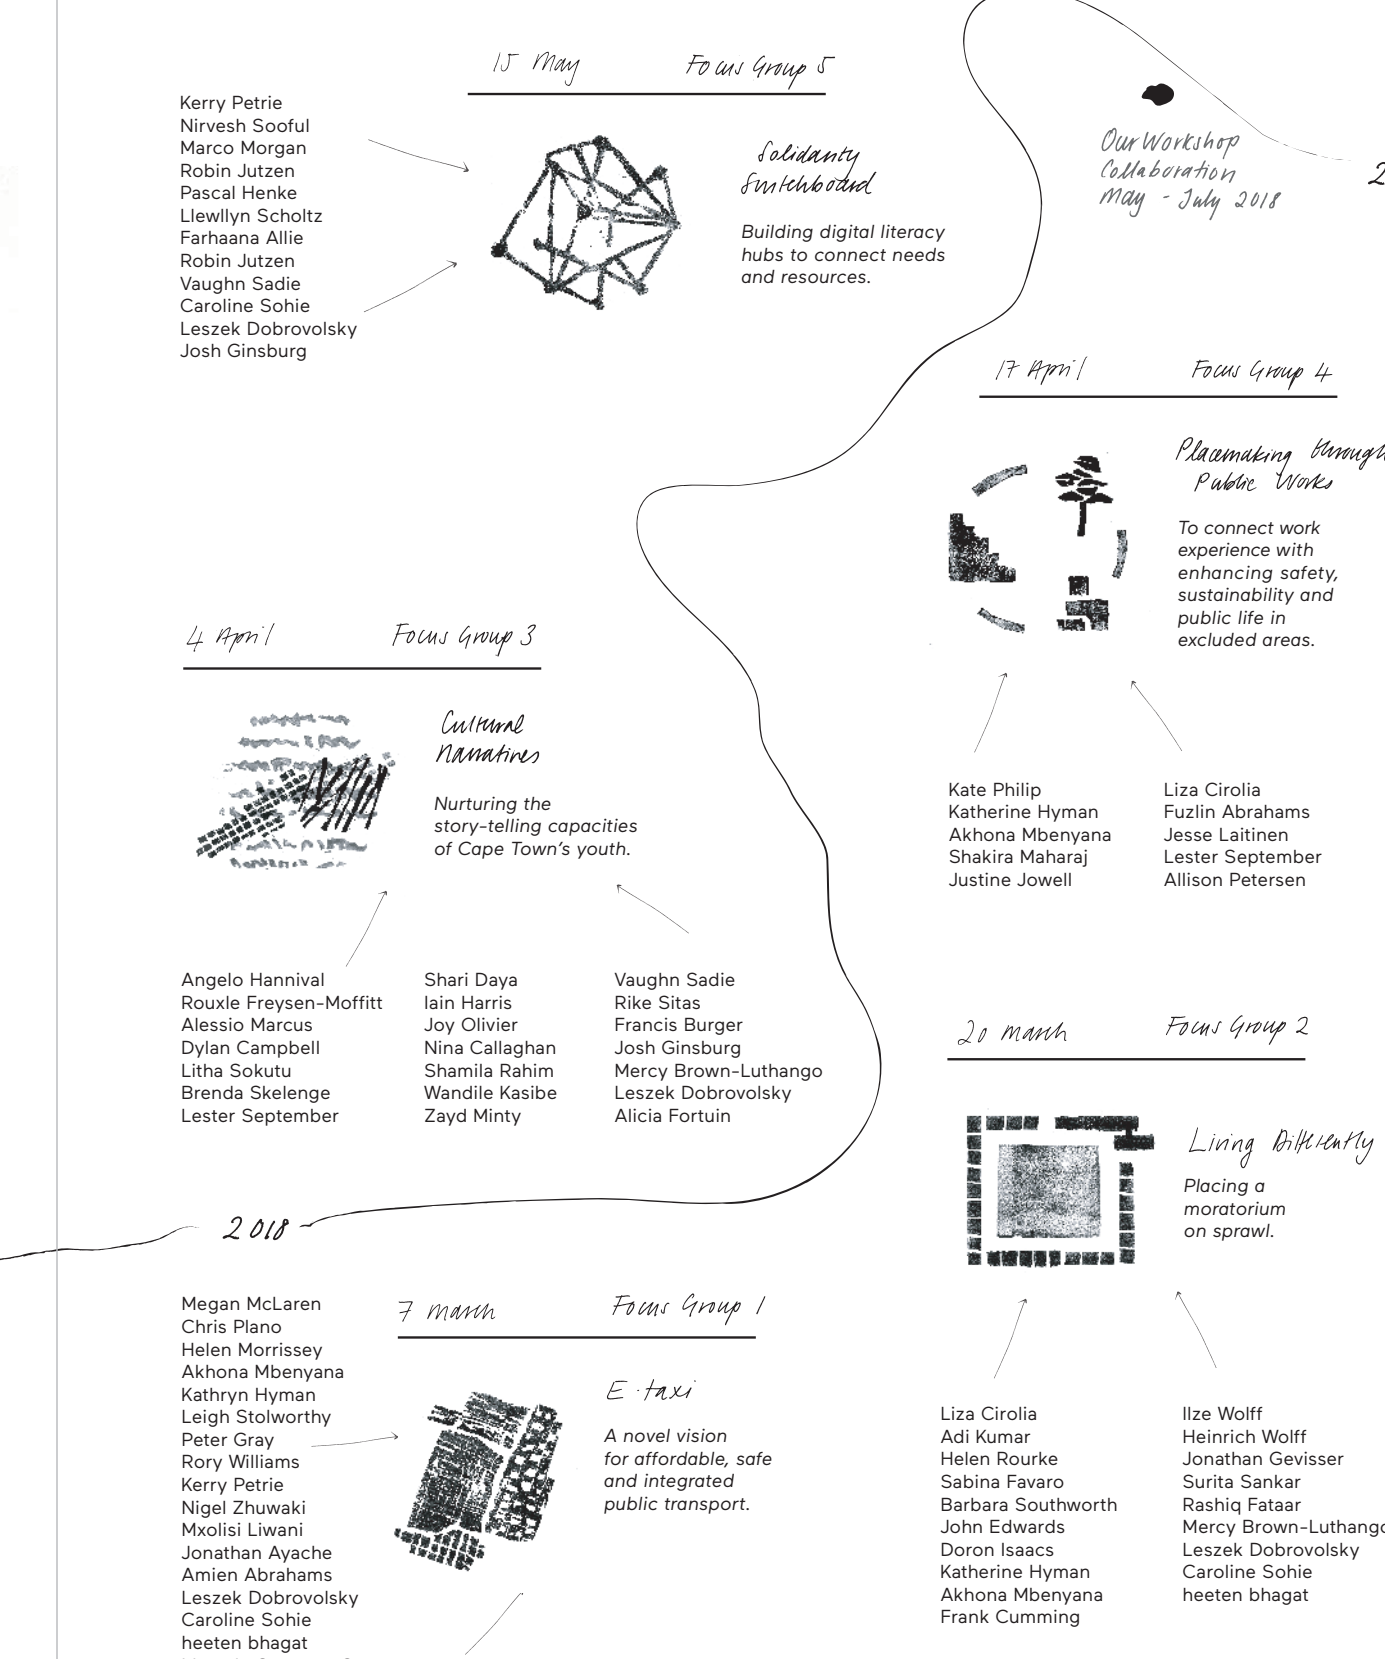 15 May Focus Group 5
Kerry Petrie
Nirvesh Sooful
Marco Morgan
Robin Jutzen
Pascal Henke
Llewllyn Scholtz
Farhaana Allie
Robin Jutzen
Vaughn Sadie
Caroline Sohie
Leszek Dobrovolsky
Josh Ginsburg
Solidarity
Switchboard
Building digital literacy
hubs to connect needs
and resources.
Our Workshop
Collaboration
May - July 2018
2
17 April Focus Group 4
Placemaking through
Public Works
To connect work
experience with
enhancing safety,
sustainability and
public life in
excluded areas.
Kate Philip
Katherine Hyman
Akhona Mbenyana
Shakira Maharaj
Justine Jowell
Liza Cirolia
Fuzlin Abrahams
Jesse Laitinen
Lester September
Allison Petersen
4 April Focus Group 3
Cultural
Narratives
Nurturing the
story-telling capacities
of Cape Town's youth.
Angelo Hannival
Rouxle Freysen-Moffitt
Alessio Marcus
Dylan Campbell
Litha Sokutu
Brenda Skelenge
Lester September
Shari Daya
Iain Harris
Joy Olivier
Nina Callaghan
Shamila Rahim
Wandile Kasibe
Zayd Minty
Vaughn Sadie
Rike Sitas
Francis Burger
Josh Ginsburg
Mercy Brown-Luthango
Leszek Dobrovolsky
Alicia Fortuin
20 March Focus Group 2
Living Differently
Placing a
moratorium
on sprawl.
Liza Cirolia
Adi Kumar
Helen Rourke
Sabina Favaro
Barbara Southworth
John Edwards
Doron Isaacs
Katherine Hyman
Akhona Mbenyana
Frank Cumming
Ilze Wolff
Heinrich Wolff
Jonathan Gevisser
Surita Sankar
Rashiq Fataar
Mercy Brown-Luthango
Leszek Dobrovolsky
Caroline Sohie
heeten bhagat
2018
7 March Focus Group 1
Megan McLaren
Chris Plano
Helen Morrissey
Akhona Mbenyana
Kathryn Hyman
Leigh Stolworthy
Peter Gray
Rory Williams
Kerry Petrie
Nigel Zhuwaki
Mxolisi Liwani
Jonathan Ayache
Amien Abrahams
Leszek Dobrovolsky
Caroline Sohie
heeten bhagat
E-taxi
A novel vision
for affordable, safe
and integrated
public transport.